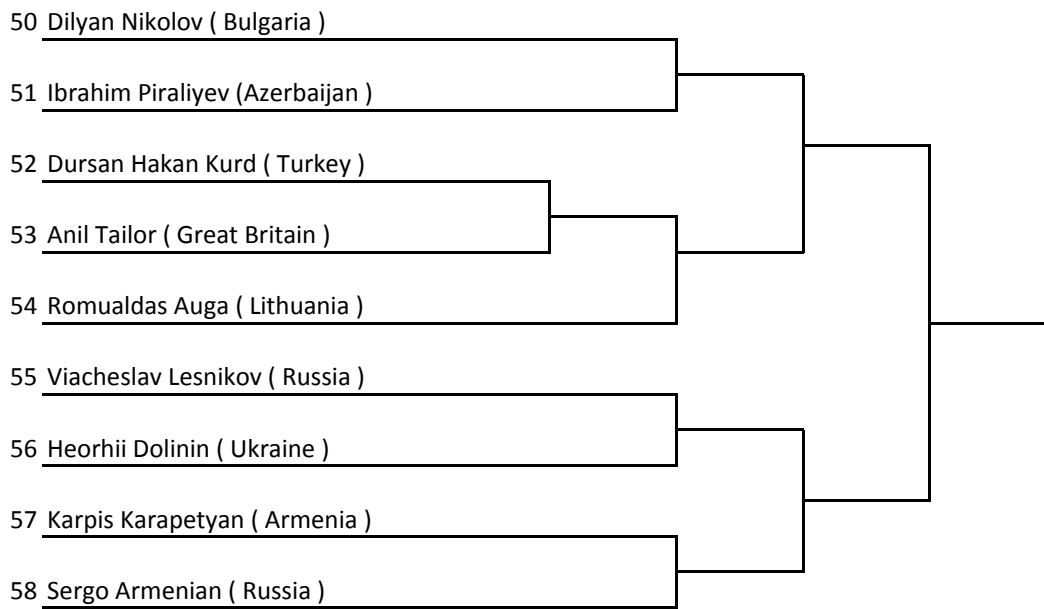 50 Dilyan Nikolov ( Bulgaria )
51 Ibrahim Piraliyev (Azerbaijan )
52 Dursan Hakan Kurd ( Turkey )
53 Anil Tailor ( Great Britain )
54 Romualdas Auga ( Lithuania )
55 Viacheslav Lesnikov ( Russia )
56 Heorhii Dolinin ( Ukraine )
57 Karpis Karapetyan ( Armenia )
58 Sergo Armenian ( Russia )